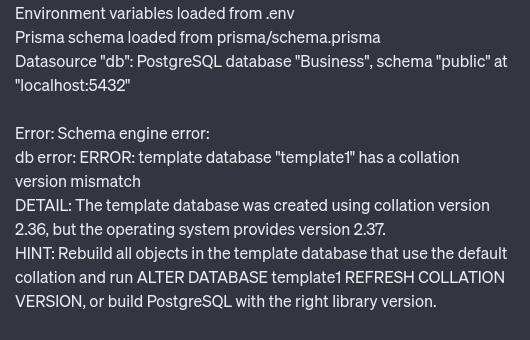 Environment variables loaded from .env
Prisma schema loaded from prisma/schema.prisma
Datasource "db": PostgreSQL database "Business", schema "public" at
"localhost:5432"
Error: Schema engine error:
db error: ERROR: template database "template1" has a collation
version mismatch
DETAIL: The template database was created using collation version
2.36, but the operating system provides version 2.37.
HINT: Rebuild all objects in the template database that use the default
collation and run ALTER DATABASE template1 REFRESH COLLATION
VERSION, or build PostgreSQL with the right library version.